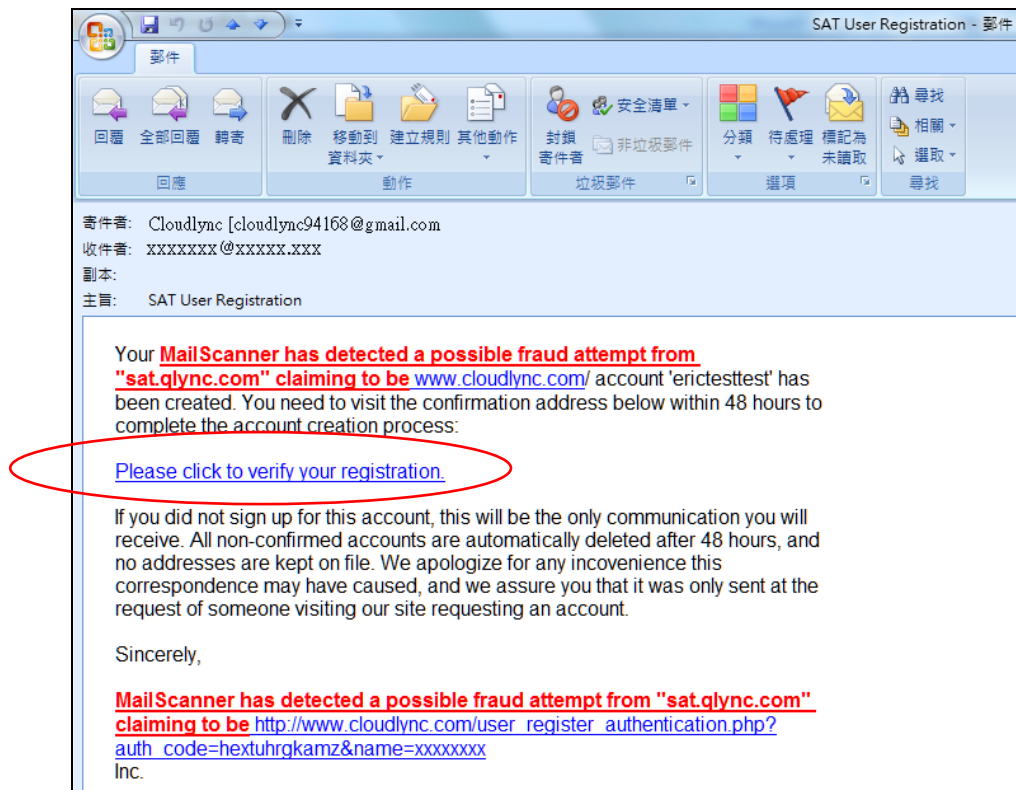 SAT User Registration - 郵件
郵件
回覆 全部回覆 轉寄 刪除 移動到資料夾 建立規則 其他動作 封鎖寄件者 安全清單 非垃圾郵件 分類 待處理 標記為未讀取 尋找 相關 選取
回應 動作 垃圾郵件 選項 尋找
寄件者: Cloudlync [cloudlync94168@gmail.com
收件者: xxxxxxx@xxxxx.xxx
副本:
主旨: SAT User Registration
Your MailScanner has detected a possible fraud attempt from
"sat.qlync.com" claiming to be www.cloudlync.com/ account 'erictesttest' has
been created. You need to visit the confirmation address below within 48 hours to
complete the account creation process:
Please click to verify your registration.
If you did not sign up for this account, this will be the only communication you will
receive. All non-confirmed accounts are automatically deleted after 48 hours, and
no addresses are kept on file. We apologize for any incovenience this
correspondence may have caused, and we assure you that it was only sent at the
request of someone visiting our site requesting an account.
Sincerely,
MailScanner has detected a possible fraud attempt from "sat.qlync.com"
claiming to be http://www.cloudlync.com/user_register_authentication.php?
auth_code=hextuhrgkamz&name=xxxxxxxx
Inc.